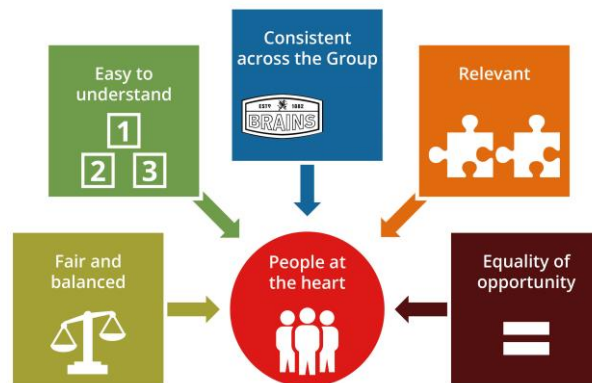 Consistent
across the Group
ESTD 1882
BRAINS
Easy to
understand
1
2 3
Relevant
Fair and
balanced
People at
the heart
Equality of
opportunity
=